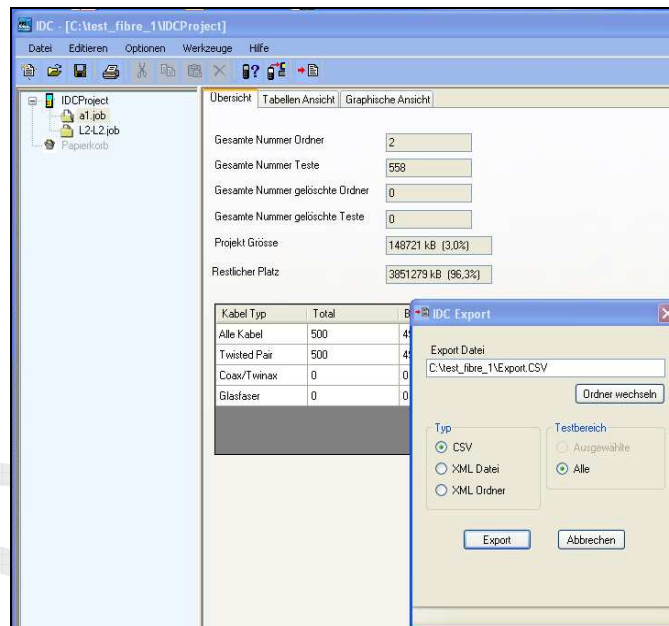 IDC - [C:\test_fibre_1\IDCProject]
Datei Editieren Optionen Werkzeuge Hilfe
IDCProject
a1.job
L2-L2.job
Papierkorb
Übersicht Tabellen Ansicht Graphische Ansicht
Gesamte Nummer Ordner 2
Gesamte Nummer Teste 558
Gesamte Nummer gelöschte Ordner 0
Gesamte Nummer gelöschte Teste 0
Projekt Grösse 148721 kB (3,0%)
Restlicher Platz 3851279 kB (96,3%)
Kabel Typ Total
Alle Kabel 500
Twisted Pair 500
Coax/Twinax 0 0
Glasfaser 0 0
IDC Export
Export Datei
C:\test_fibre_1\Export.CSV
Ordner wechseln
Typ
CSV
XML Datei
XML Ordner
Testbereich
Ausgewählte
Alle
Export Abbrechen